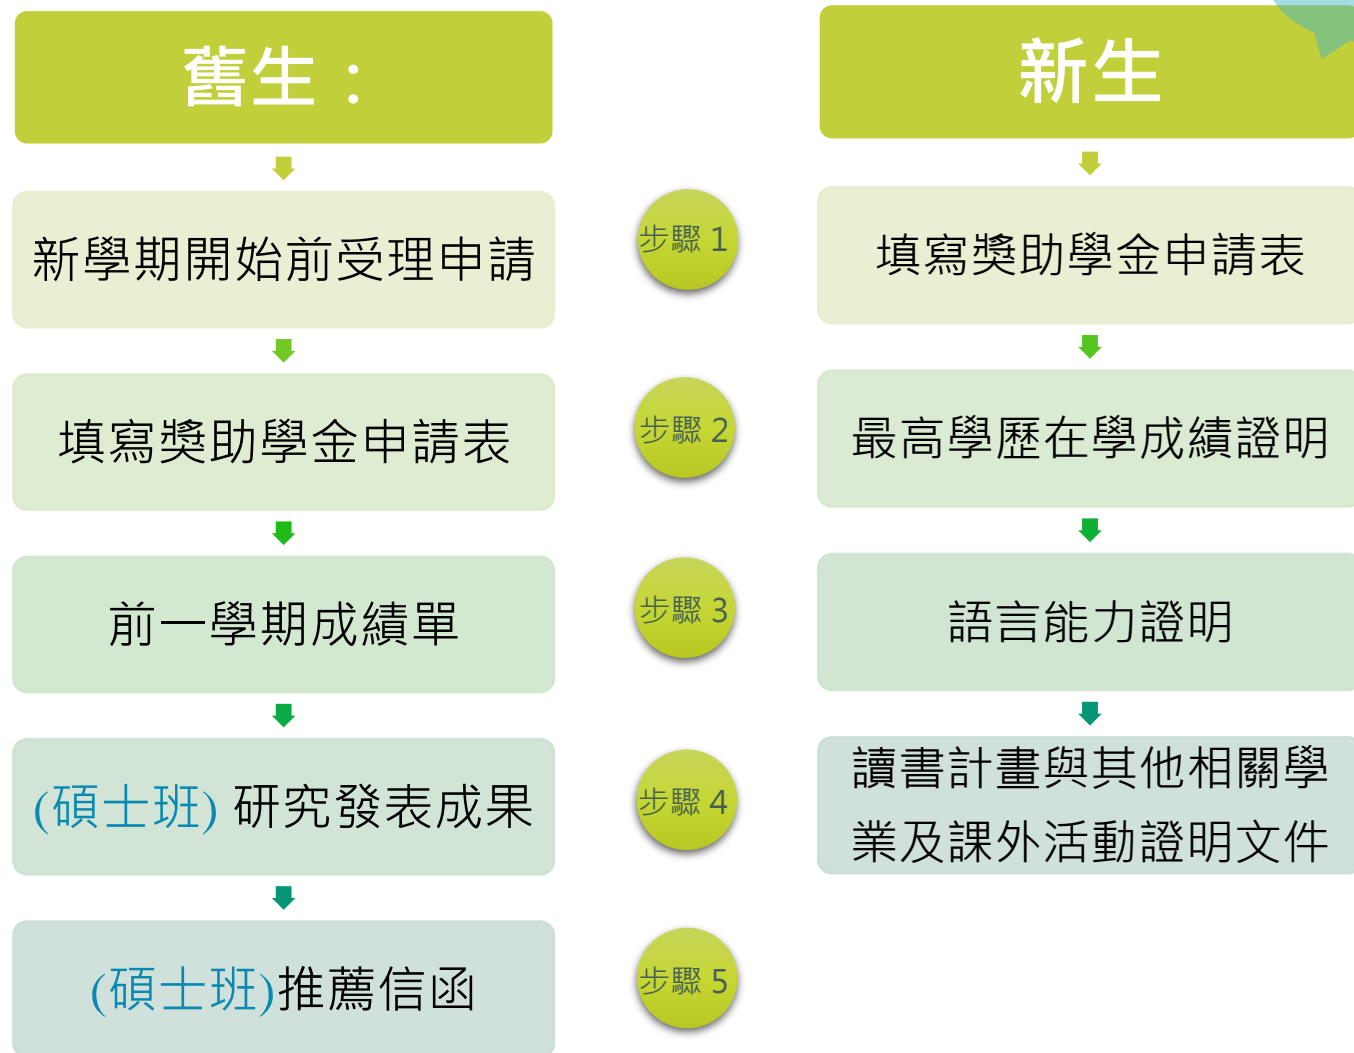 舊生：
新學期開始前受理申請
填寫獎助學金申請表
前一學期成績單
(碩士班) 研究發表成果
(碩士班)推薦信函
步驟 1
步驟 2
步驟 3
步驟 4
步驟 5
新生
填寫獎助學金申請表
最高學歷在學成績證明
語言能力證明
讀書計畫與其他相關學
業及課外活動證明文件